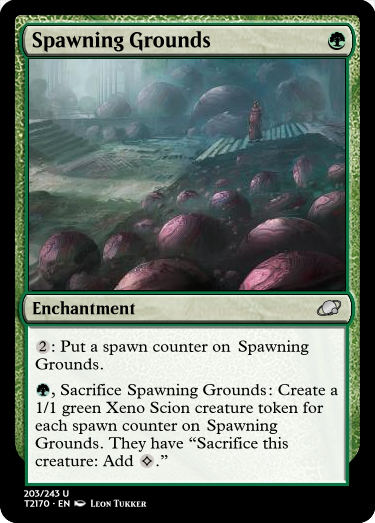 Spawning Grounds
Enchantment
2: Put a spawn counter on Spawning
Grounds.
, Sacrifice Spawning Grounds: Create a
1/1 green Xeno Scion creature token for
each spawn counter on Spawning
Grounds. They have “Sacrifice this
creature: Add .”
203/243 U
T2170 · EN Leon Tukker